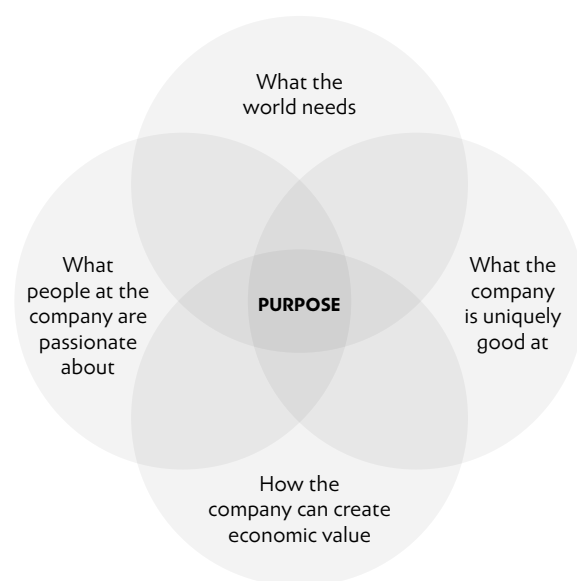 What the
world needs
What
people at the
company are
passionate
about
PURPOSE
What the
company
is uniquely
good at
How the
company can create
economic value